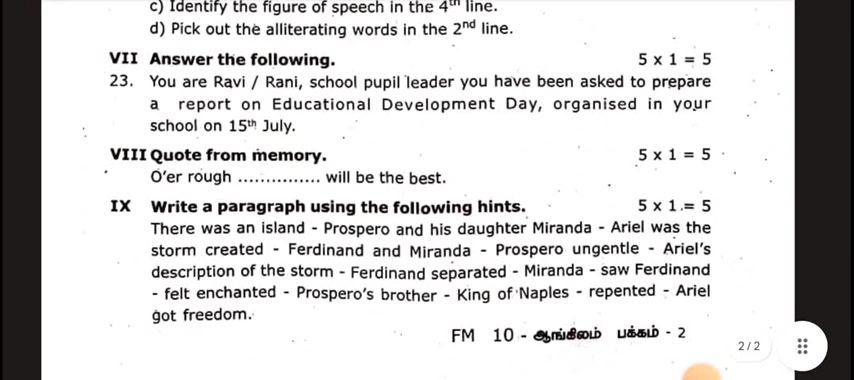 c) Identify the figure of speech in the 4th line.
d) Pick out the alliterating words in the 2nd line.
VII Answer the following. 5 x 1 = 5
23. You are Ravi / Rani, school pupil leader you have been asked to prepare
a report on Educational Development Day, organised in your
school on 15th July.
VIII Quote from memory. 5 x 1 = 5
O'er rough ............... will be the best.
IX Write a paragraph using the following hints. 5 x 1 = 5
There was an island - Prospero and his daughter Miranda - Ariel was the
storm created - Ferdinand and Miranda - Prospero ungentle - Ariel's
description of the storm - Ferdinand separated - Miranda - saw Ferdinand
- felt enchanted - Prospero's brother - King of Naples - repented - Ariel
got freedom.
FM 10 - ஆங்கிலம் பக்கம் - 2
2 / 2